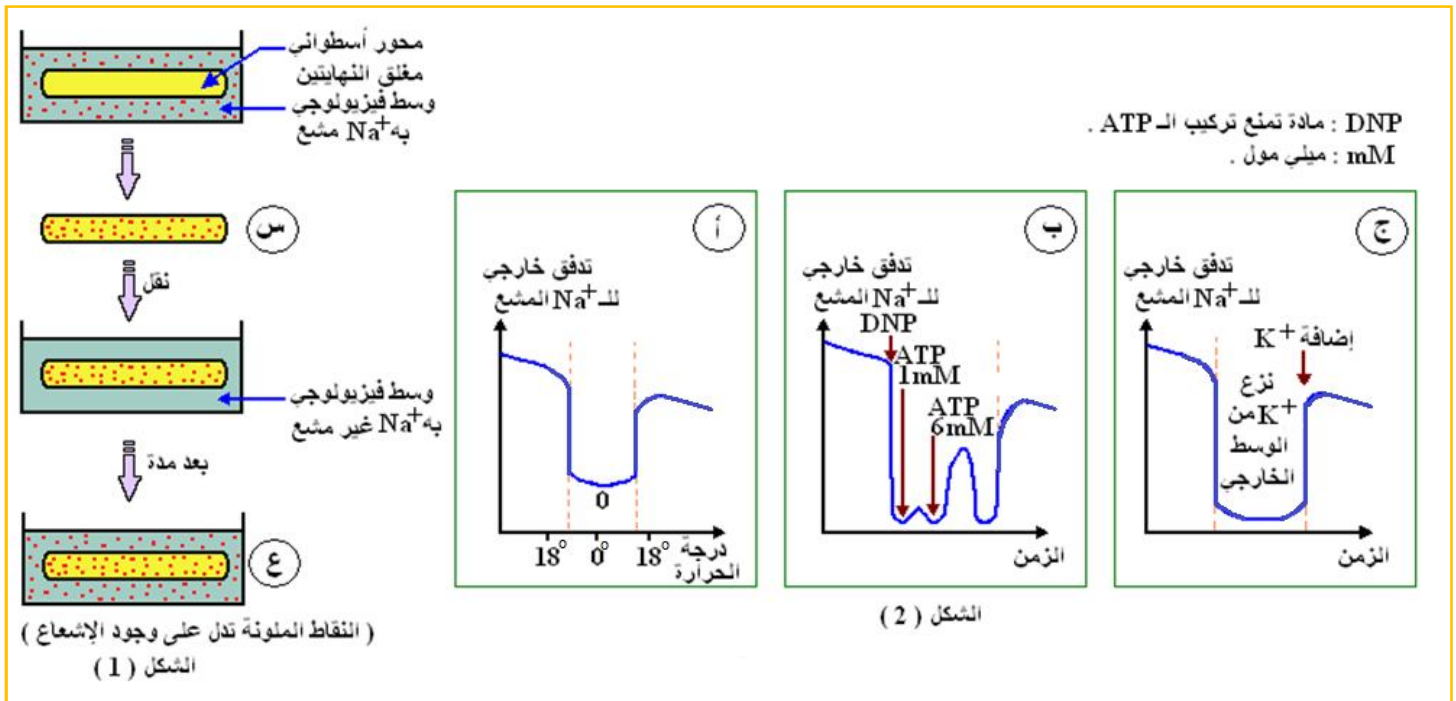 محور أسطواني
مغلق النهايتين
وسط فيزيولوجي
به Na+ مشع
س
نقل
وسط فيزيولوجي
به Na+ غير مشع
بعد مدة
ع
( النقاط الملونة تدل على وجود الإشعاع )
الشكل ( 1 )
DNP : مادة تمنع تركيب الـ ATP .
mM : ميلي مول .
أ
تدفق خارجي
للـ Na+ المشع
0
18° 0° 18°
درجة
الحرارة
ب
تدفق خارجي
للـ Na+ المشع
DNP
ATP
1mM
ATP
6mM
الزمن
ج
تدفق خارجي
للـ Na+ المشع
إضافة K+
نزع
K+ من
الوسط
الخارجي
الزمن
الشكل ( 2 )